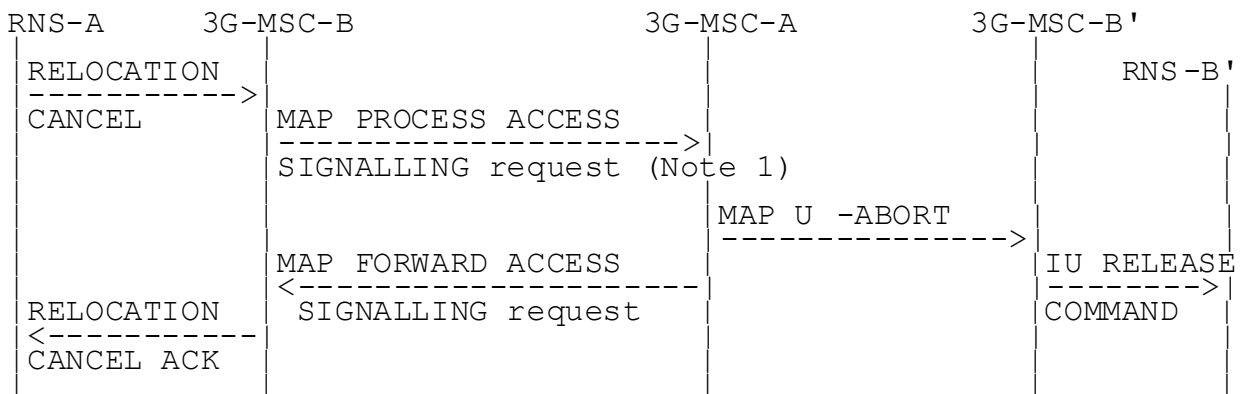 RNS-A 3G-MSC-B 3G-MSC-A 3G-MSC-B'
RELOCATION RNS-B'
CANCEL MAP PROCESS ACCESS
SIGNALLING request (Note 1)
MAP U -ABORT
MAP FORWARD ACCESS IU RELEASE
RELOCATION SIGNALLING request COMMAND
CANCEL ACK